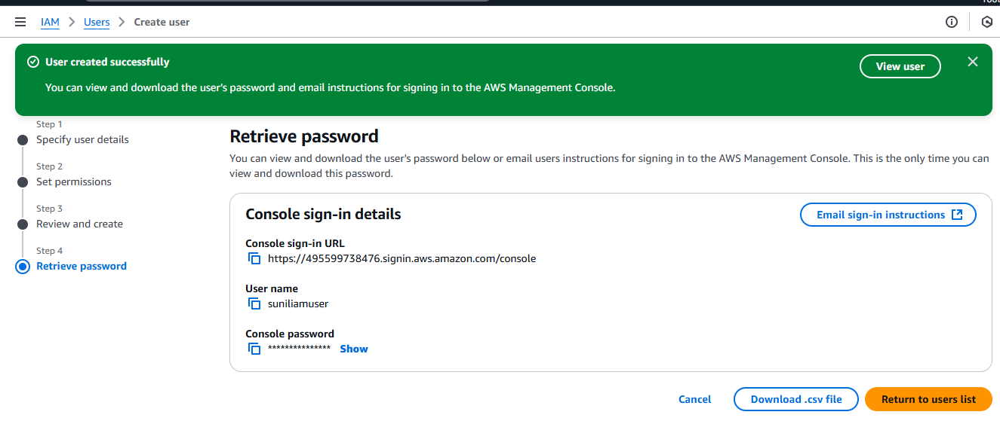 IAM > Users > Create user
User created successfully
View user
You can view and download the user's password and email instructions for signing in to the AWS Management Console.
Step 1
Specify user details
Step 2
Set permissions
Step 3
Review and create
Step 4
Retrieve password
Retrieve password
You can view and download the user's password below or email users instructions for signing in to the AWS Management Console. This is the only time you can
view and download this password.
Console sign-in details
Email sign-in instructions
Console sign-in URL
https://495599738476.signin.aws.amazon.com/console
User name
suniliamuser
Console password
*************** Show
Cancel
Download .csv file
Return to users list